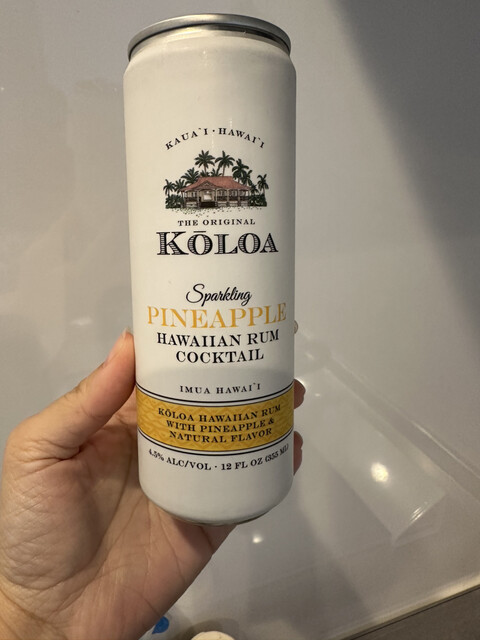 KAUAʻI · HAWAIʻI
THE ORIGINAL
KŌLOA
Sparkling
PINEAPPLE
HAWAIIAN RUM
COCKTAIL
IMUA HAWAIʻI
KŌLOA HAWAIIAN RUM
WITH PINEAPPLE &
NATURAL FLAVOR
4.5% ALC/VOL · 12 FL OZ (355 ML)